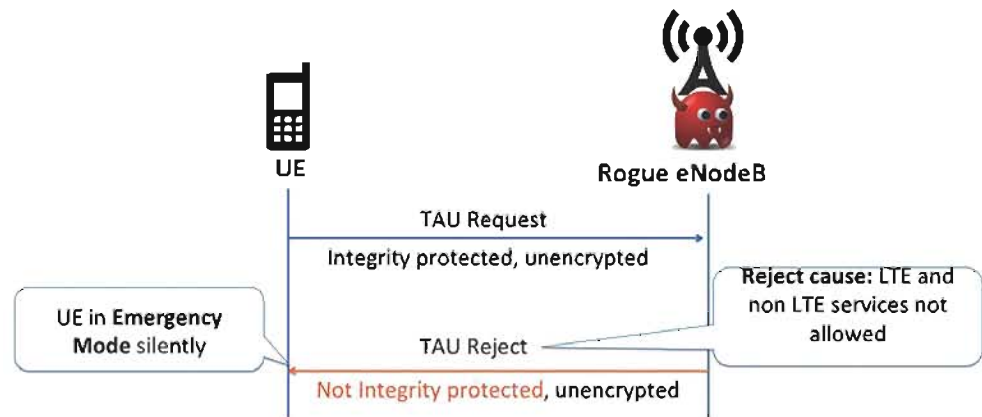 UE
Rogue eNodeB
TAU Request
Integrity protected, unencrypted
Reject cause: LTE and
non LTE services not
allowed
UE in Emergency
Mode silently
TAU Reject
Not Integrity protected, unencrypted